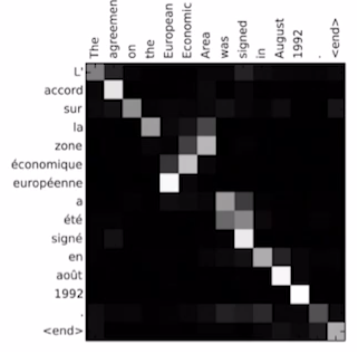 The
agreement
on
the
European
Economic
Area
was
signed
in
August
1992
.
<end>
L'
accord
sur
la
zone
économique
européenne
a
été
signé
en
août
1992
.
<end>